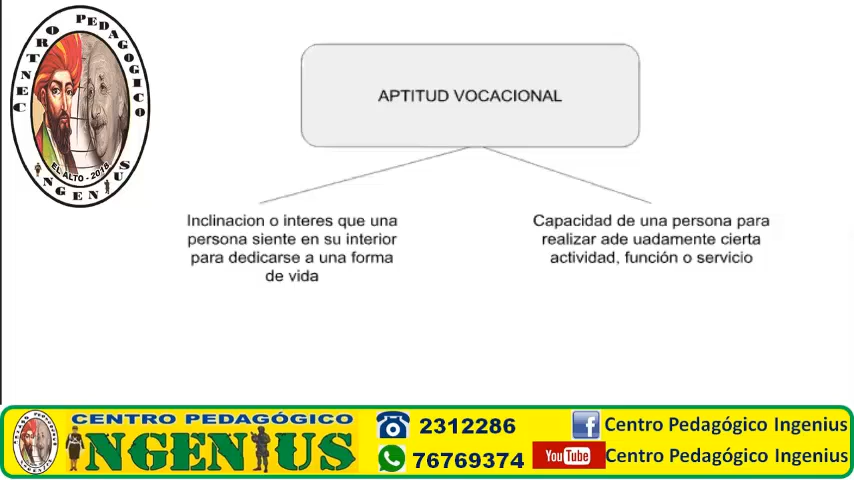 CENTRO PEDAGOGICO
EL ALTO - 2018
INGENIUS
APTITUD VOCACIONAL
Inclinacion o interes que una
persona siente en su interior
para dedicarse a una forma
de vida
Capacidad de una persona para
realizar ade uadamente cierta
actividad, función o servicio
CENTRO PEDAGÓGICO
INGENIUS
2312286
76769374
f Centro Pedagógico Ingenius
YouTube Centro Pedagógico Ingenius